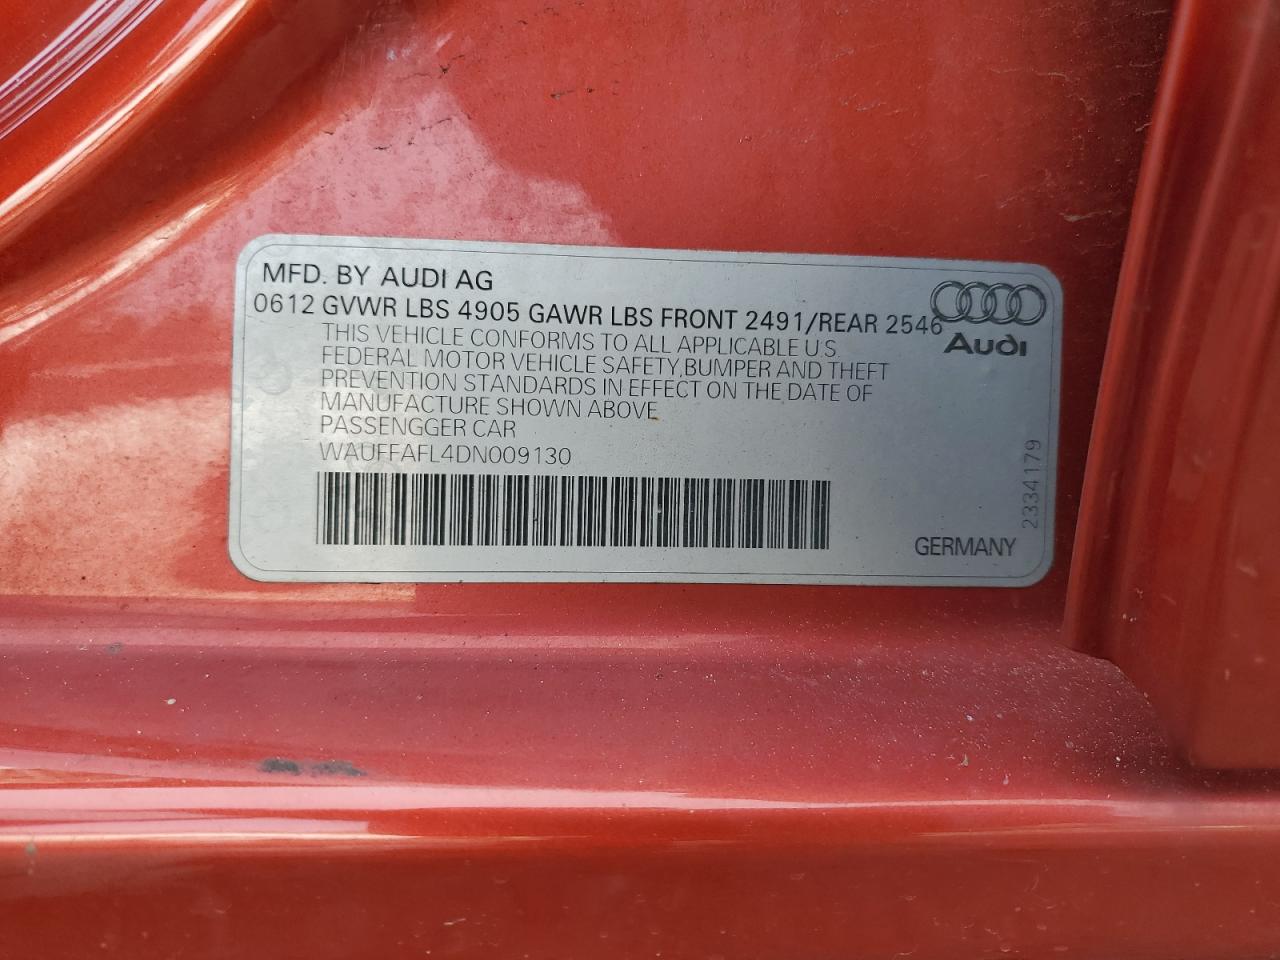 MFD. BY AUDI AG
0612 GVWR LBS 4905 GAWR LBS FRONT 2491/REAR 2546
Audi
THIS VEHICLE CONFORMS TO ALL APPLICABLE U.S
FEDERAL MOTOR VEHICLE SAFETY,BUMPER AND THEFT
PREVENTION STANDARDS IN EFFECT ON THE DATE OF
MANUFACTURE SHOWN ABOVE
PASSENGGER CAR
WAUFFAFL4DN009130
2334179
GERMANY